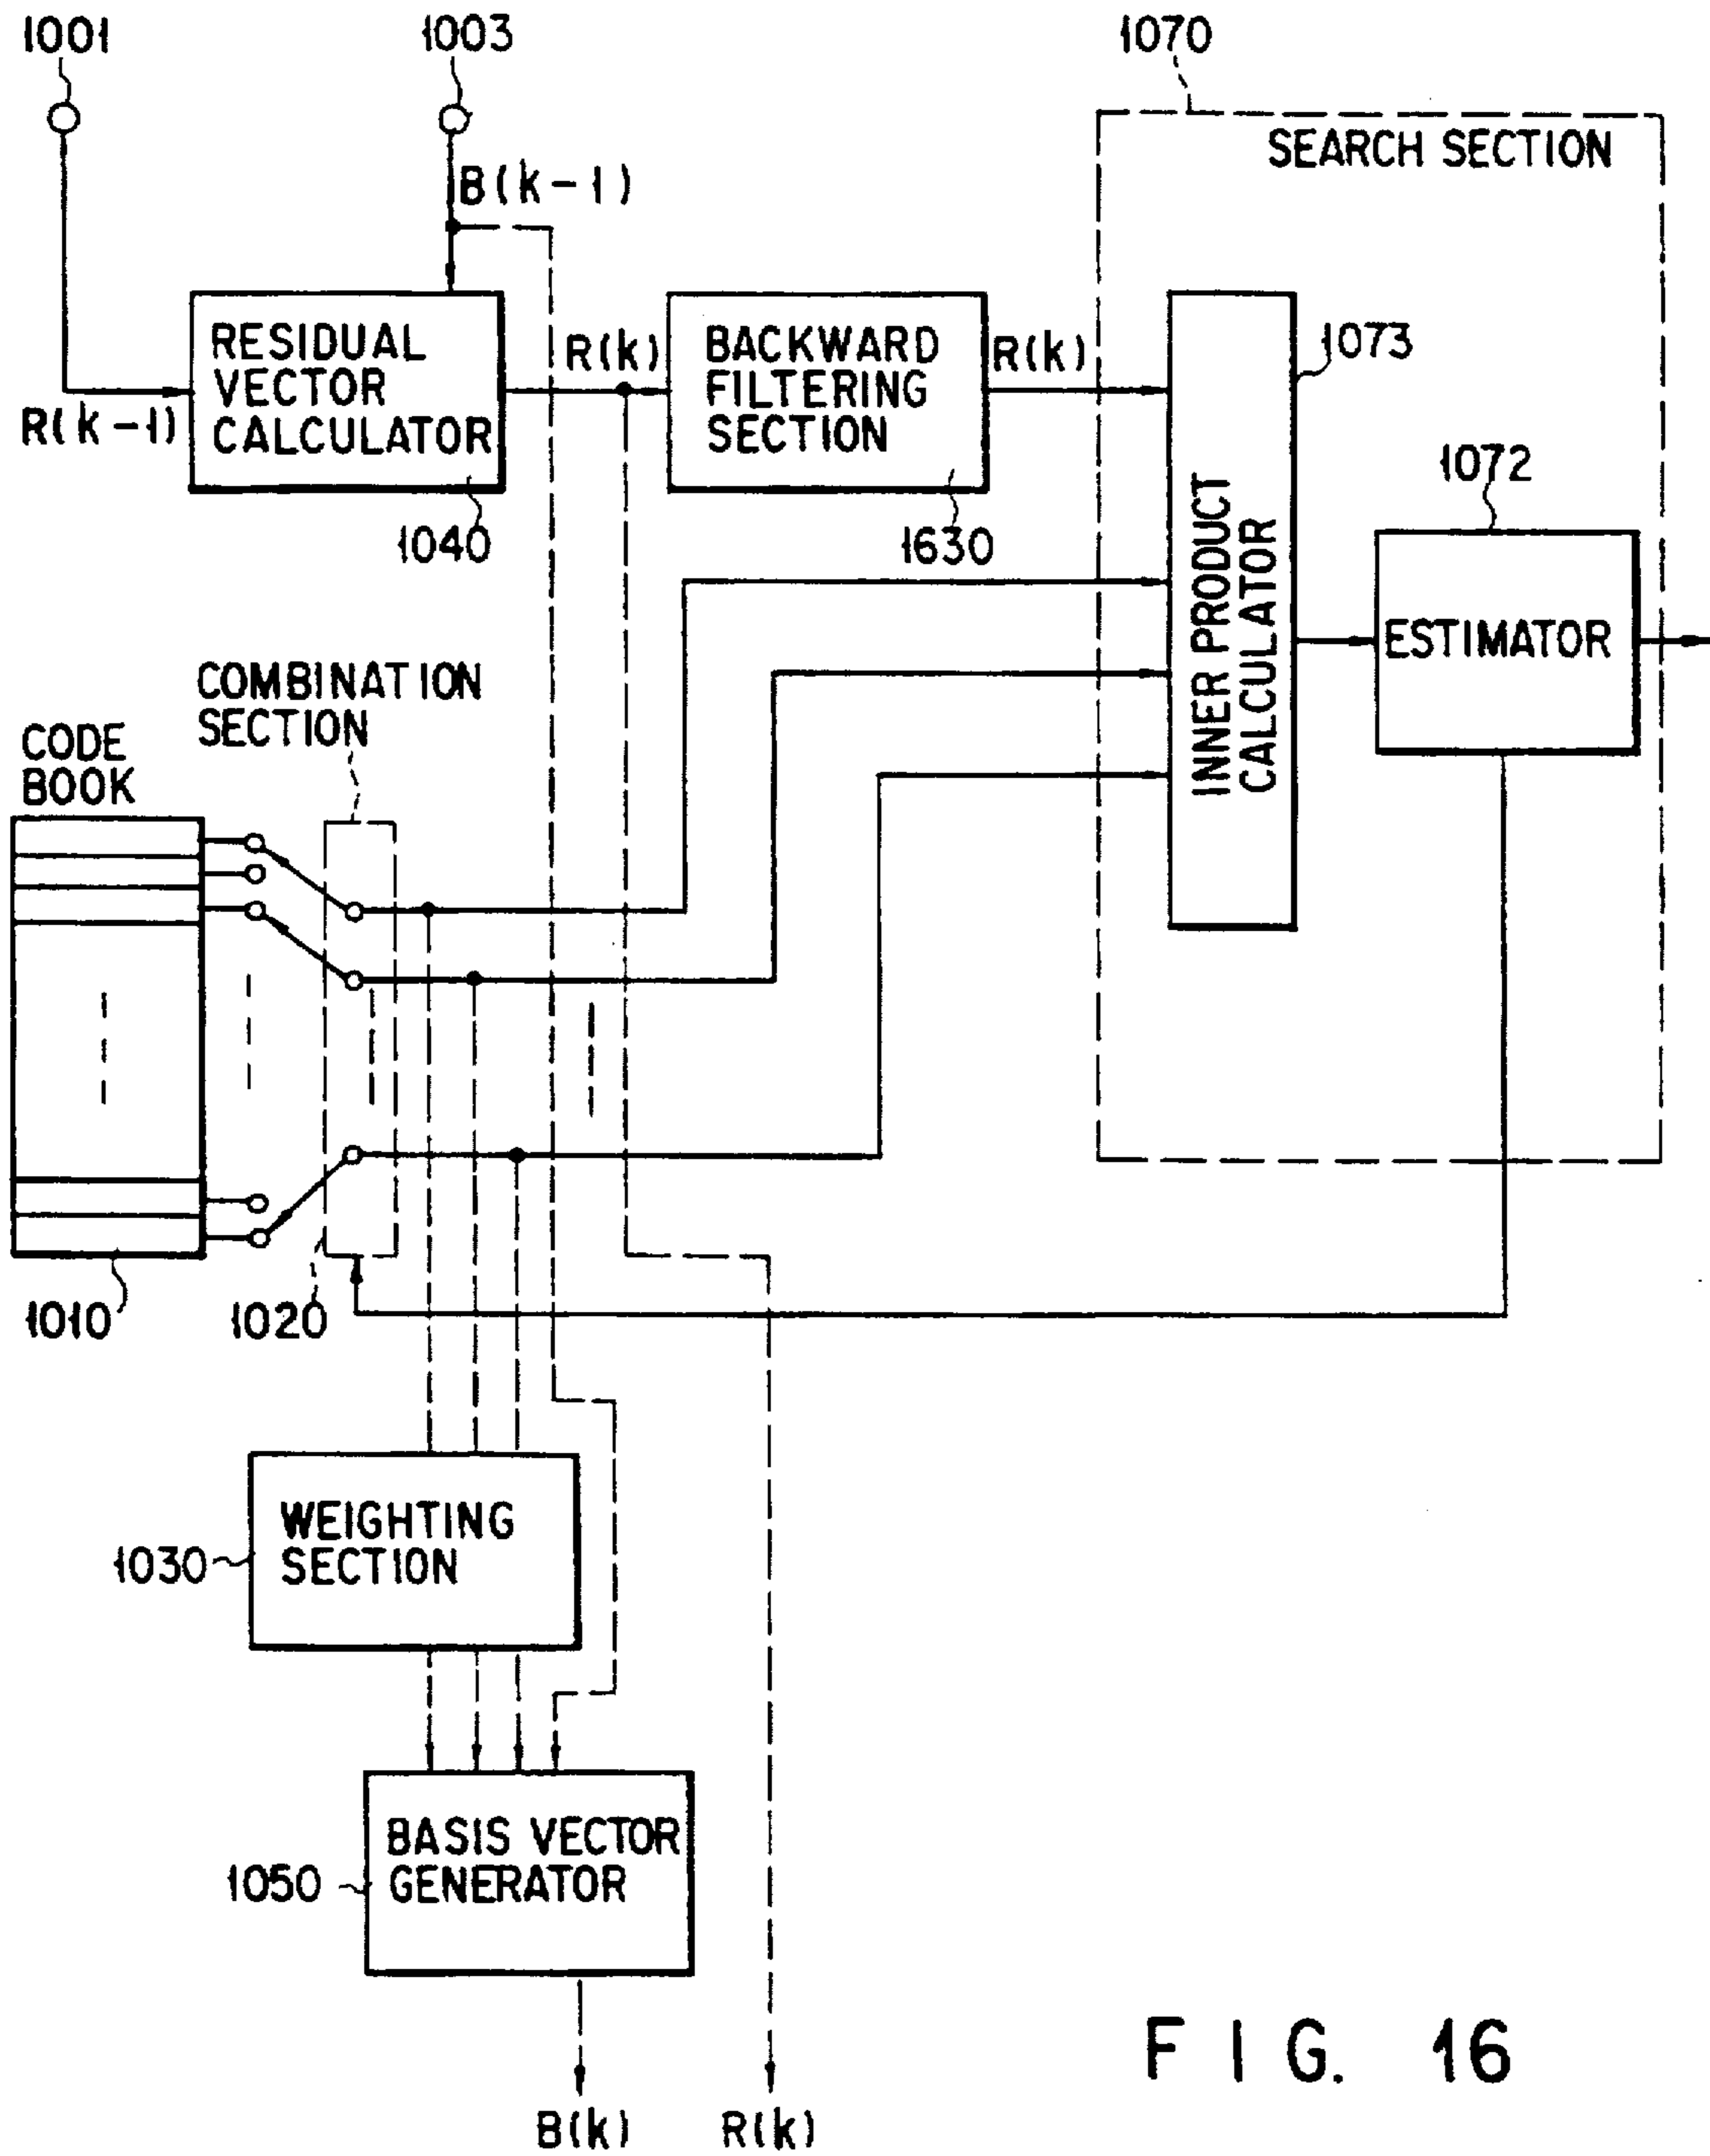 1001
1003
1070
SEARCH SECTION
B(k-1)
RESIDUAL
VECTOR
CALCULATOR
R(k)
BACKWARD
FILTERING
SECTION
R(k)
1073
R(k-1)
1040
1630
1072
INNER PRODUCT
CALCULATOR
ESTIMATOR
COMBINATION
SECTION
CODE
BOOK
1010
1020
WEIGHTING
SECTION
1030
BASIS VECTOR
GENERATOR
1050
B(k)
R(k)
FIG. 16